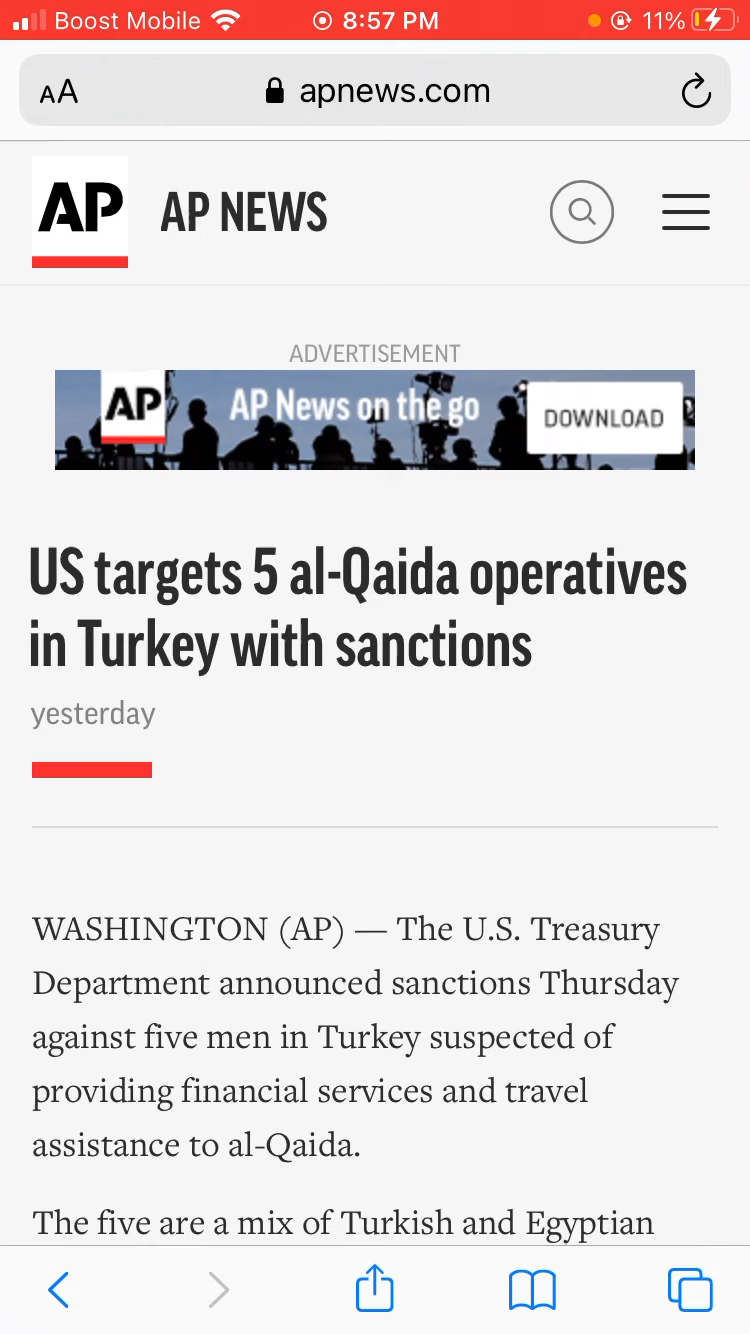 Boost Mobile 8:57 PM 11%
AA apnews.com
AP AP NEWS
ADVERTISEMENT
AP AP News on the go DOWNLOAD
US targets 5 al-Qaida operatives
in Turkey with sanctions
yesterday
WASHINGTON (AP) — The U.S. Treasury
Department announced sanctions Thursday
against five men in Turkey suspected of
providing financial services and travel
assistance to al-Qaida.
The five are a mix of Turkish and Egyptian